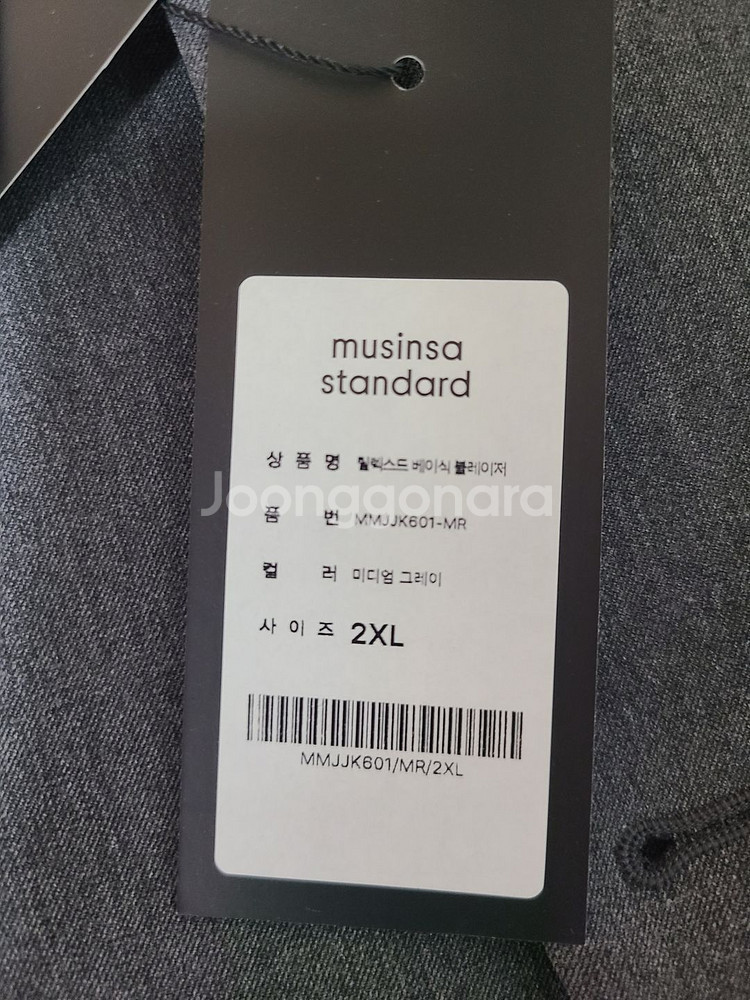 musinsa
standard
상품명 릴렉스드 베이식 블레이저
Joonggonara
품번 MMJJK601-MR
컬러 미디엄 그레이
사이즈 2XL
MMJJK601/MR/2XL